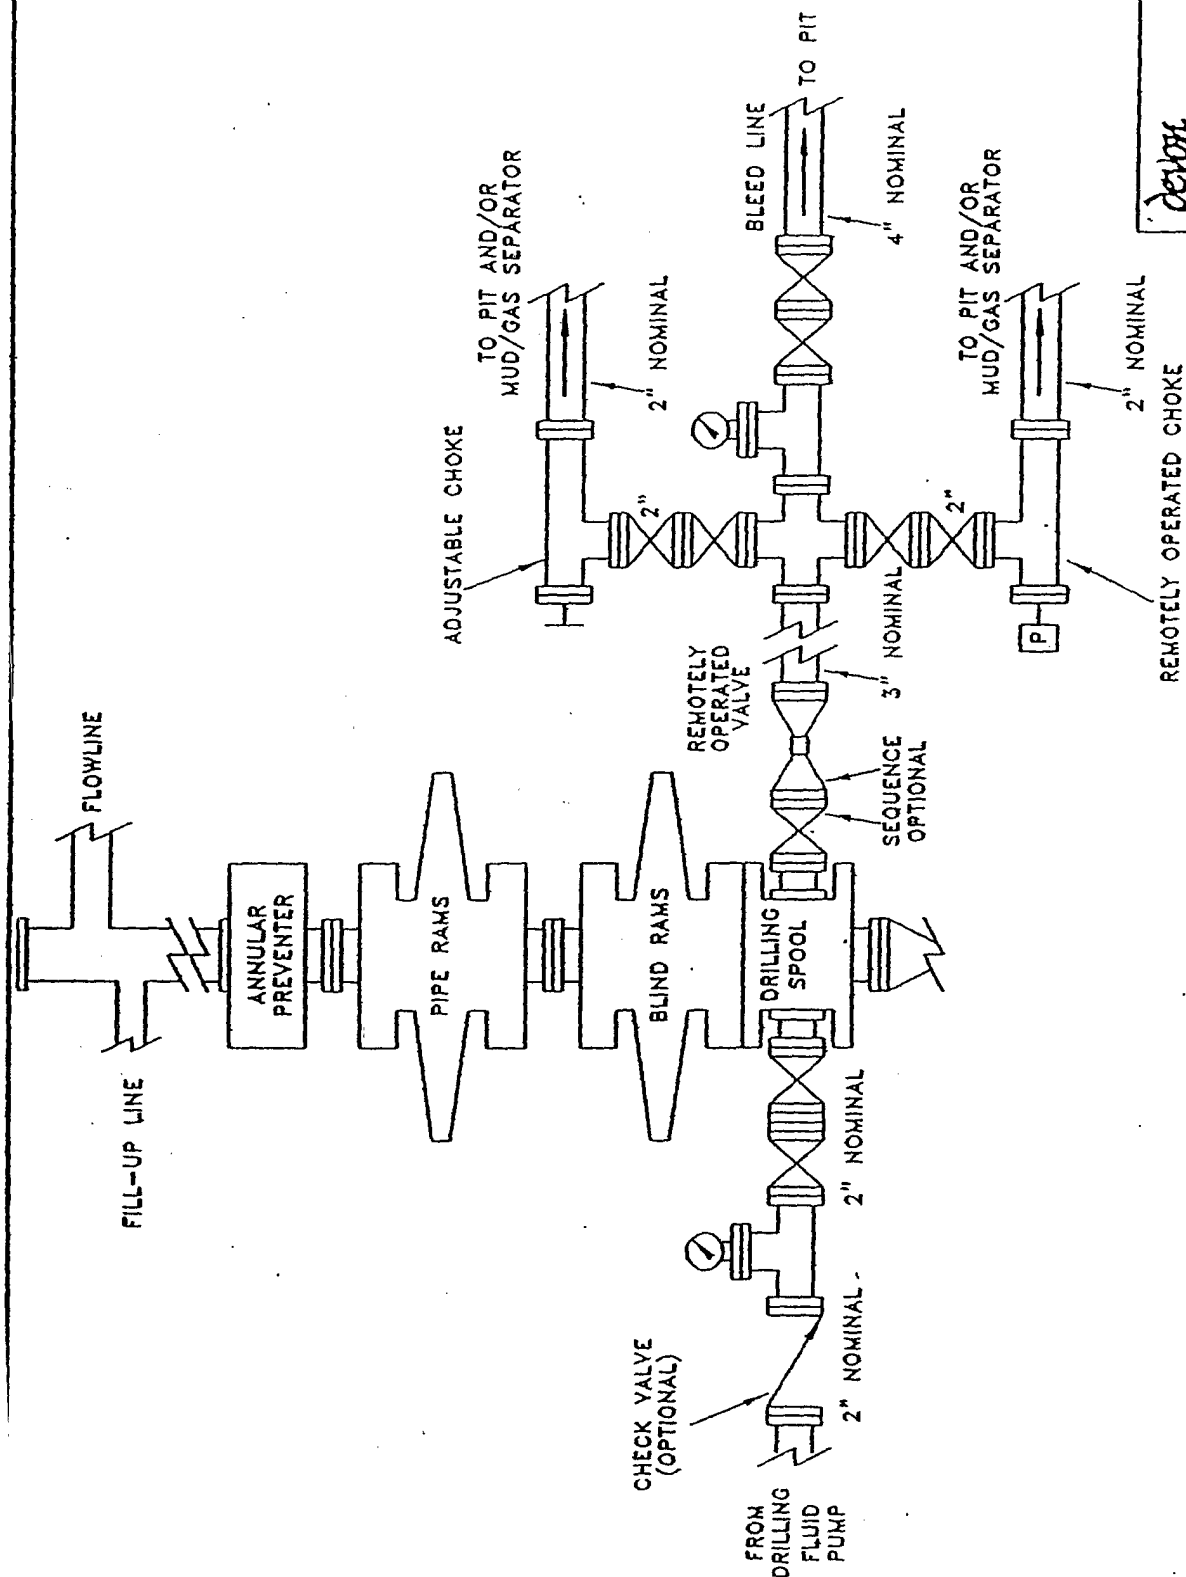 FLOWLINE
FILL-UP LINE
ANNULAR
PREVENTER
PIPE RAMS
BLIND RAMS
DRILLING
SPOOL
FROM
DRILLING
FLUID
PUMP
CHECK VALVE
(OPTIONAL)
2" NOMINAL
2" NOMINAL
SEQUENCE
OPTIONAL
REMOTELY
OPERATED
VALVE
3" NOMINAL
ADJUSTABLE CHOKE
2"
2" NOMINAL
TO PIT AND/OR
MUD/GAS SEPARATOR
BLEED LINE
TO PIT
4" NOMINAL
2"
P
REMOTELY OPERATED CHOKE
2" NOMINAL
TO PIT AND/OR
MUD/GAS SEPARATOR
devon